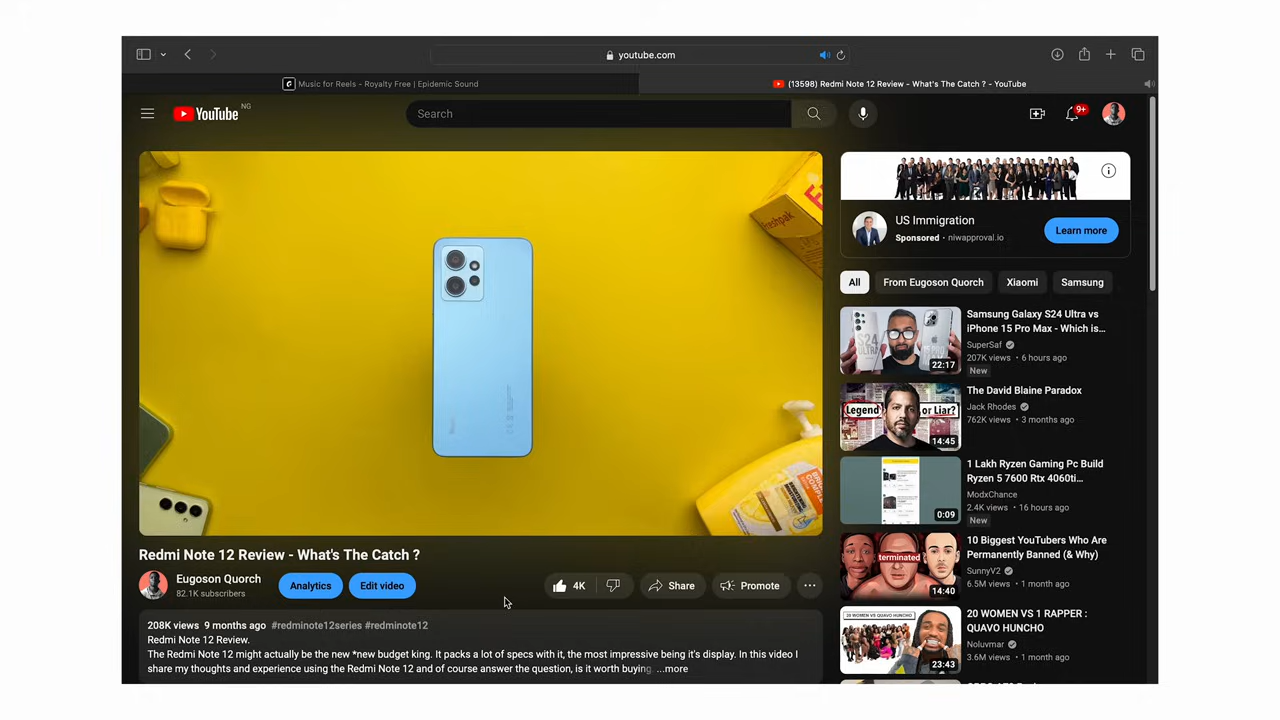 youtube.com
Music for Reels - Royalty Free | Epidemic Sound
(13598) Redmi Note 12 Review - What's The Catch ? - YouTube
YouTube NG
Search
9+
Freshpak
US Immigration
Sponsored • niwapproval.io
Learn more
All
From Eugoson Quorch
Xiaomi
Samsung
S24 ULTRA
22:17
Samsung Galaxy S24 Ultra vs
iPhone 15 Pro Max - Which is...
SuperSaf
207K views • 6 hours ago
New
Legend or Liar?
14:45
The David Blaine Paradox
Jack Rhodes
762K views • 3 months ago
0:09
1 Lakh Ryzen Gaming Pc Build
Ryzen 5 7600 Rtx 4060ti...
ModxChance
2.4K views • 16 hours ago
New
terminated
14:40
10 Biggest YouTubers Who Are
Permanently Banned (& Why)
SunnyV2
6.5M views • 1 month ago
20 WOMEN VS QUAVO HUNCHO
23:43
20 WOMEN VS 1 RAPPER :
QUAVO HUNCHO
Noluvmar
3.6M views • 1 month ago
Redmi Note 12 Review - What's The Catch ?
Eugoson Quorch
82.1K subscribers
Analytics
Edit video
4K
Share
Promote
208K views 9 months ago #redminote12series #redminote12
Redmi Note 12 Review.
The Redmi Note 12 might actually be the new *new budget king. It packs a lot of specs with it, the most impressive being it's display. In this video I
share my thoughts and experience using the Redmi Note 12 and of course answer the question, is it worth buying, ...more